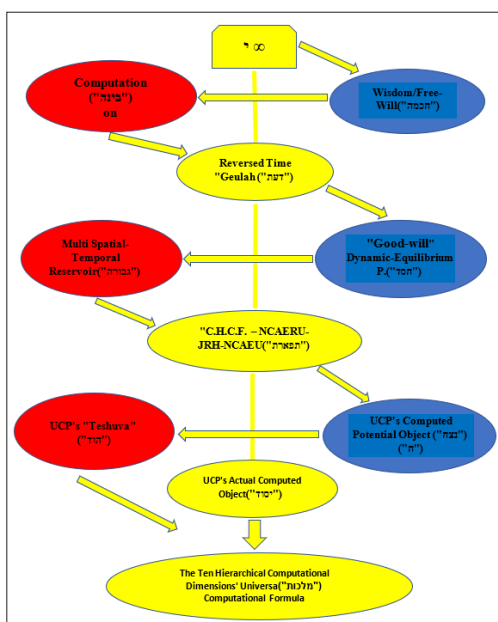 ∞ י
Computation
("בינה")
on
Wisdom/Free-
Will("חכמה")
Reversed Time
"Geulah ("דעת")
Multi Spatial-
Temporal
Reservoir("גבורה")
"Good-will"
Dynamic-Equilibrium
P.("חסד")
"C.H.C.F. – NCAERU-
JRH-NCAEU("תפארת")
UCP's "Teshuva"
("הוד")
UCP's Computed
Potential Object ("נצח")
("ח")
UCP's Actual Computed
Object("יסוד")
The Ten Hierarchical Computational
Dimensions' Universa("מלכות")
Computational Formula